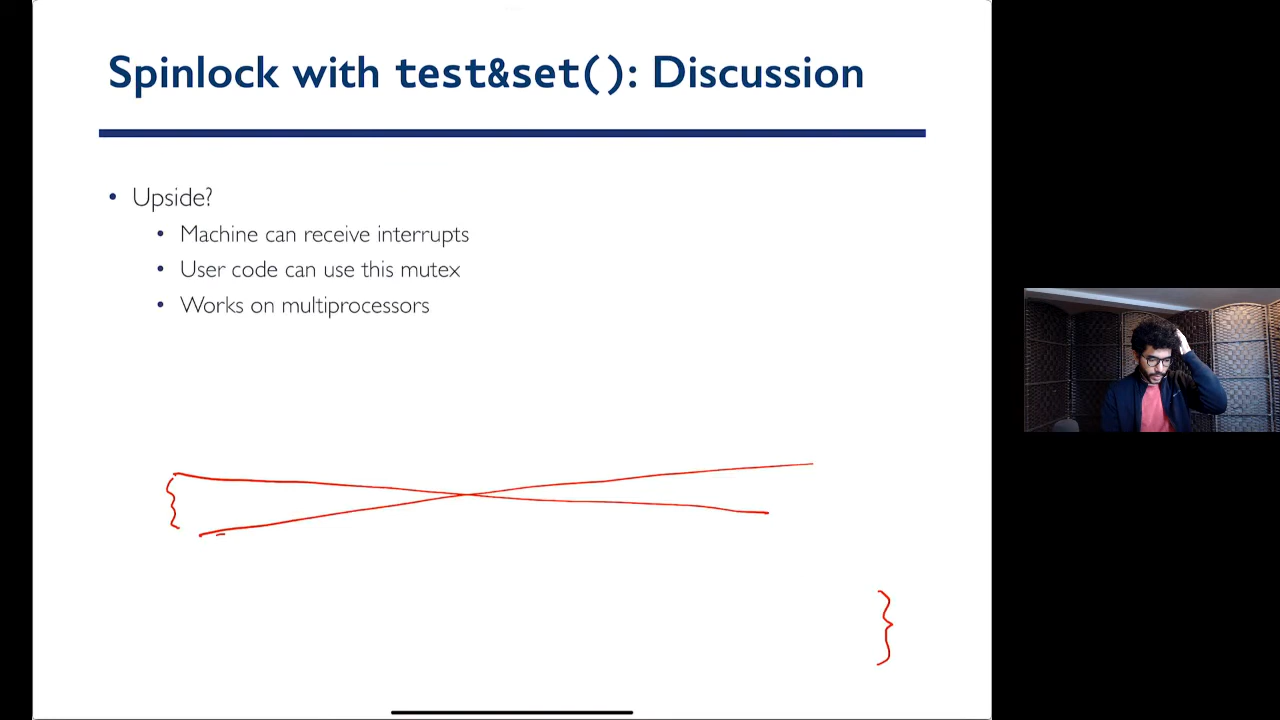 Spinlock with test&set(): Discussion
• Upside?
• Machine can receive interrupts
• User code can use this mutex
• Works on multiprocessors